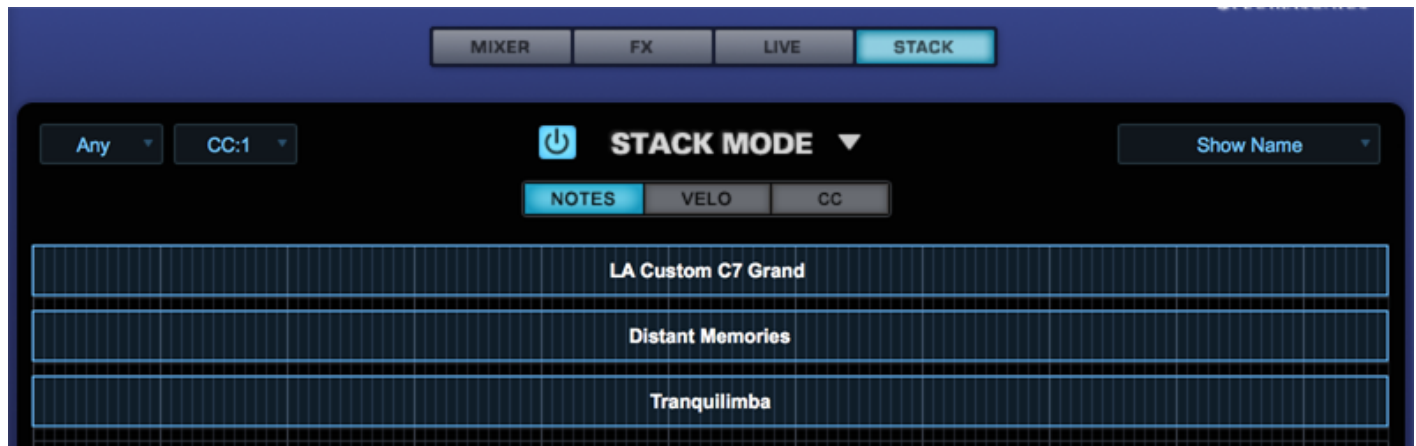 MIXER FX LIVE STACK
Any CC:1 STACK MODE Show Name
NOTES VELO CC
LA Custom C7 Grand
Distant Memories
Tranquilimba